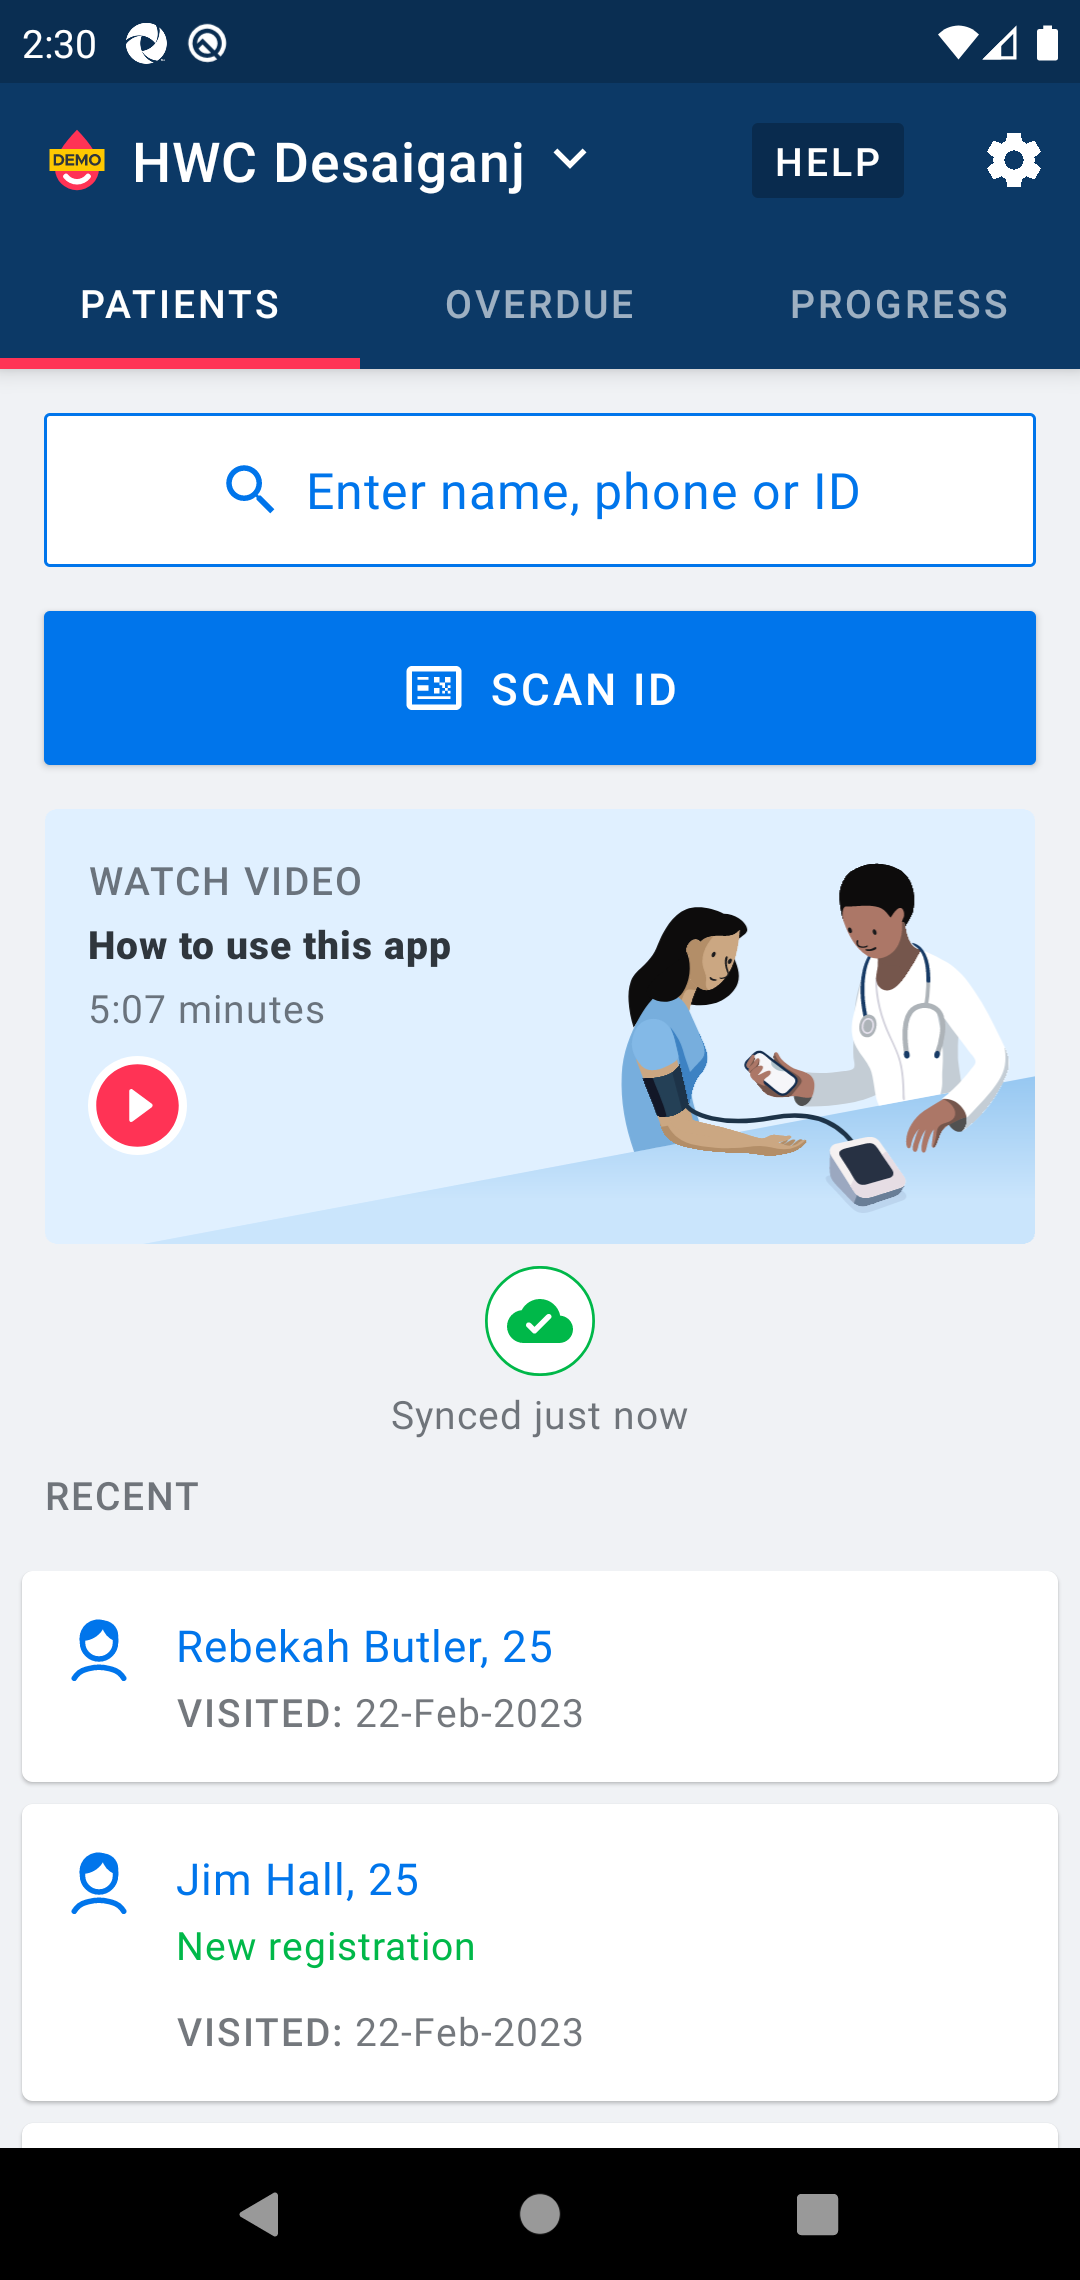 2:30
DEMO
HWC Desaiganj
HELP
PATIENTS
OVERDUE
PROGRESS
Enter name, phone or ID
SCAN ID
WATCH VIDEO
How to use this app
5:07 minutes
Synced just now
RECENT
Rebekah Butler, 25
VISITED: 22-Feb-2023
Jim Hall, 25
New registration
VISITED: 22-Feb-2023